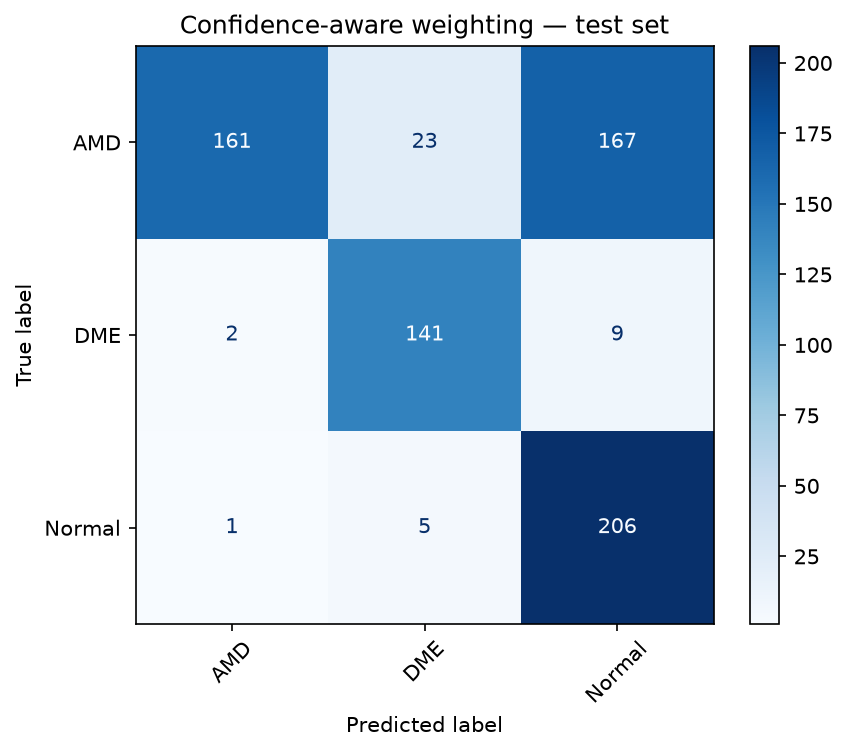 Confidence-aware weighting — test set
AMD 161 23 167
DME 2 141 9
Normal 1 5 206
True label
AMD DME Normal
Predicted label
200
175
150
125
100
75
50
25